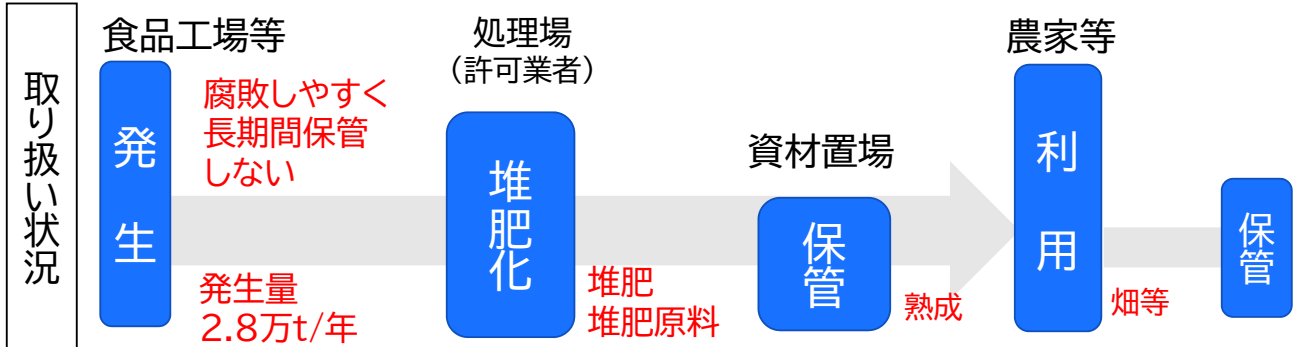 取り扱い状況
食品工場等
発生
腐敗しやすく
長期間保管
しない
発生量
2.8万t/年
処理場
（許可業者）
堆肥化
堆肥
堆肥原料
資材置場
保管
熟成
農家等
利用
畑等
保管